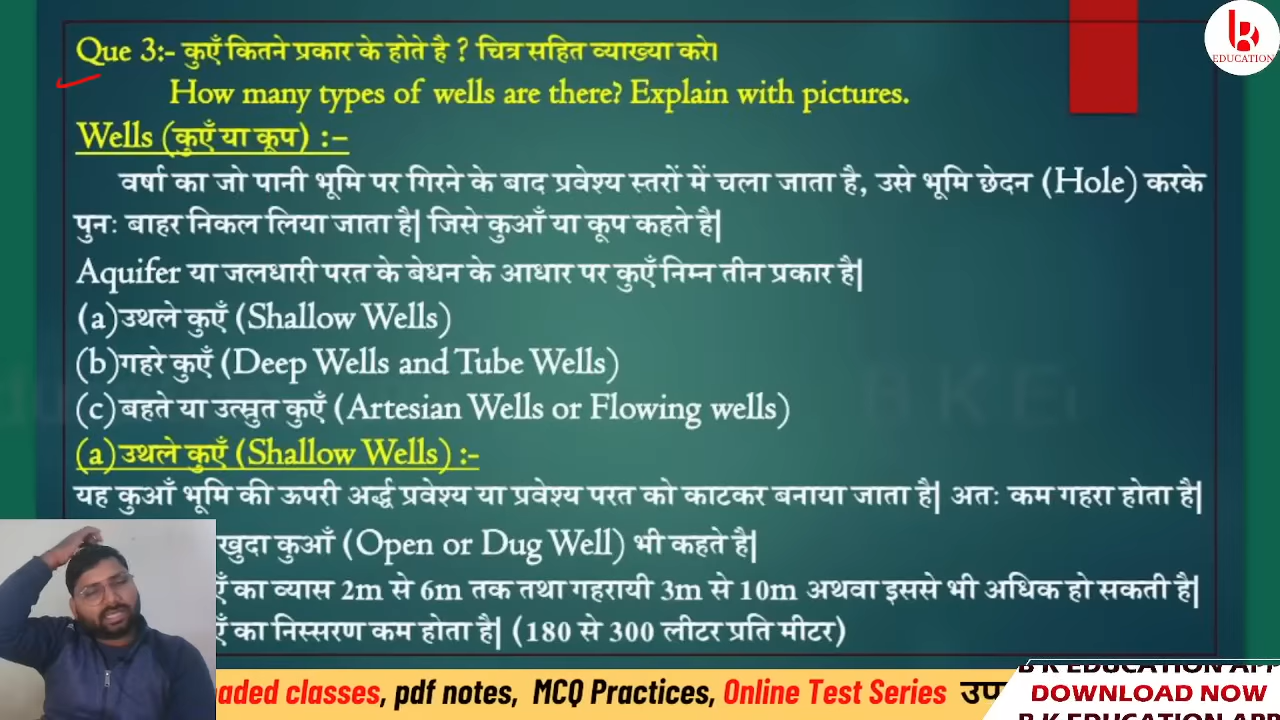 Que 3:- कुएँ कितने प्रकार के होते है ? चित्र सहित व्याख्या करे।
How many types of wells are there? Explain with pictures.
Wells (कुएँ या कूप) :-
वर्षा का जो पानी भूमि पर गिरने के बाद प्रवेश्य स्तरों में चला जाता है, उसे भूमि छेदन (Hole) करके
पुनः बाहर निकल लिया जाता है| जिसे कुआँ या कूप कहते है|
Aquifer या जलधारी परत के बेधन के आधार पर कुएँ निम्न तीन प्रकार है|
(a)उथले कुएँ (Shallow Wells)
(b)गहरे कुएँ (Deep Wells and Tube Wells)
(c) बहते या उत्स्रुत कुएँ (Artesian Wells or Flowing wells)
(a)उथले कुएँ (Shallow Wells) :-
यह कुआँ भूमि की ऊपरी अर्द्ध प्रवेश्य या प्रवेश्य परत को काटकर बनाया जाता है| अतः कम गहरा होता है|
खुदा कुआँ (Open or Dug Well) भी कहते है|
का व्यास 2m से 6m तक तथा गहरायी 3m से 10m अथवा इससे भी अधिक हो सकती है|
का निस्सरण कम होता है| (180 से 300 लीटर प्रति मीटर)
b
EDUCATION
B K
classes, pdf notes, MCQ Practices, Online Test Series
B K EDUCATION APP
DOWNLOAD NOW
B K EDUCATION APP